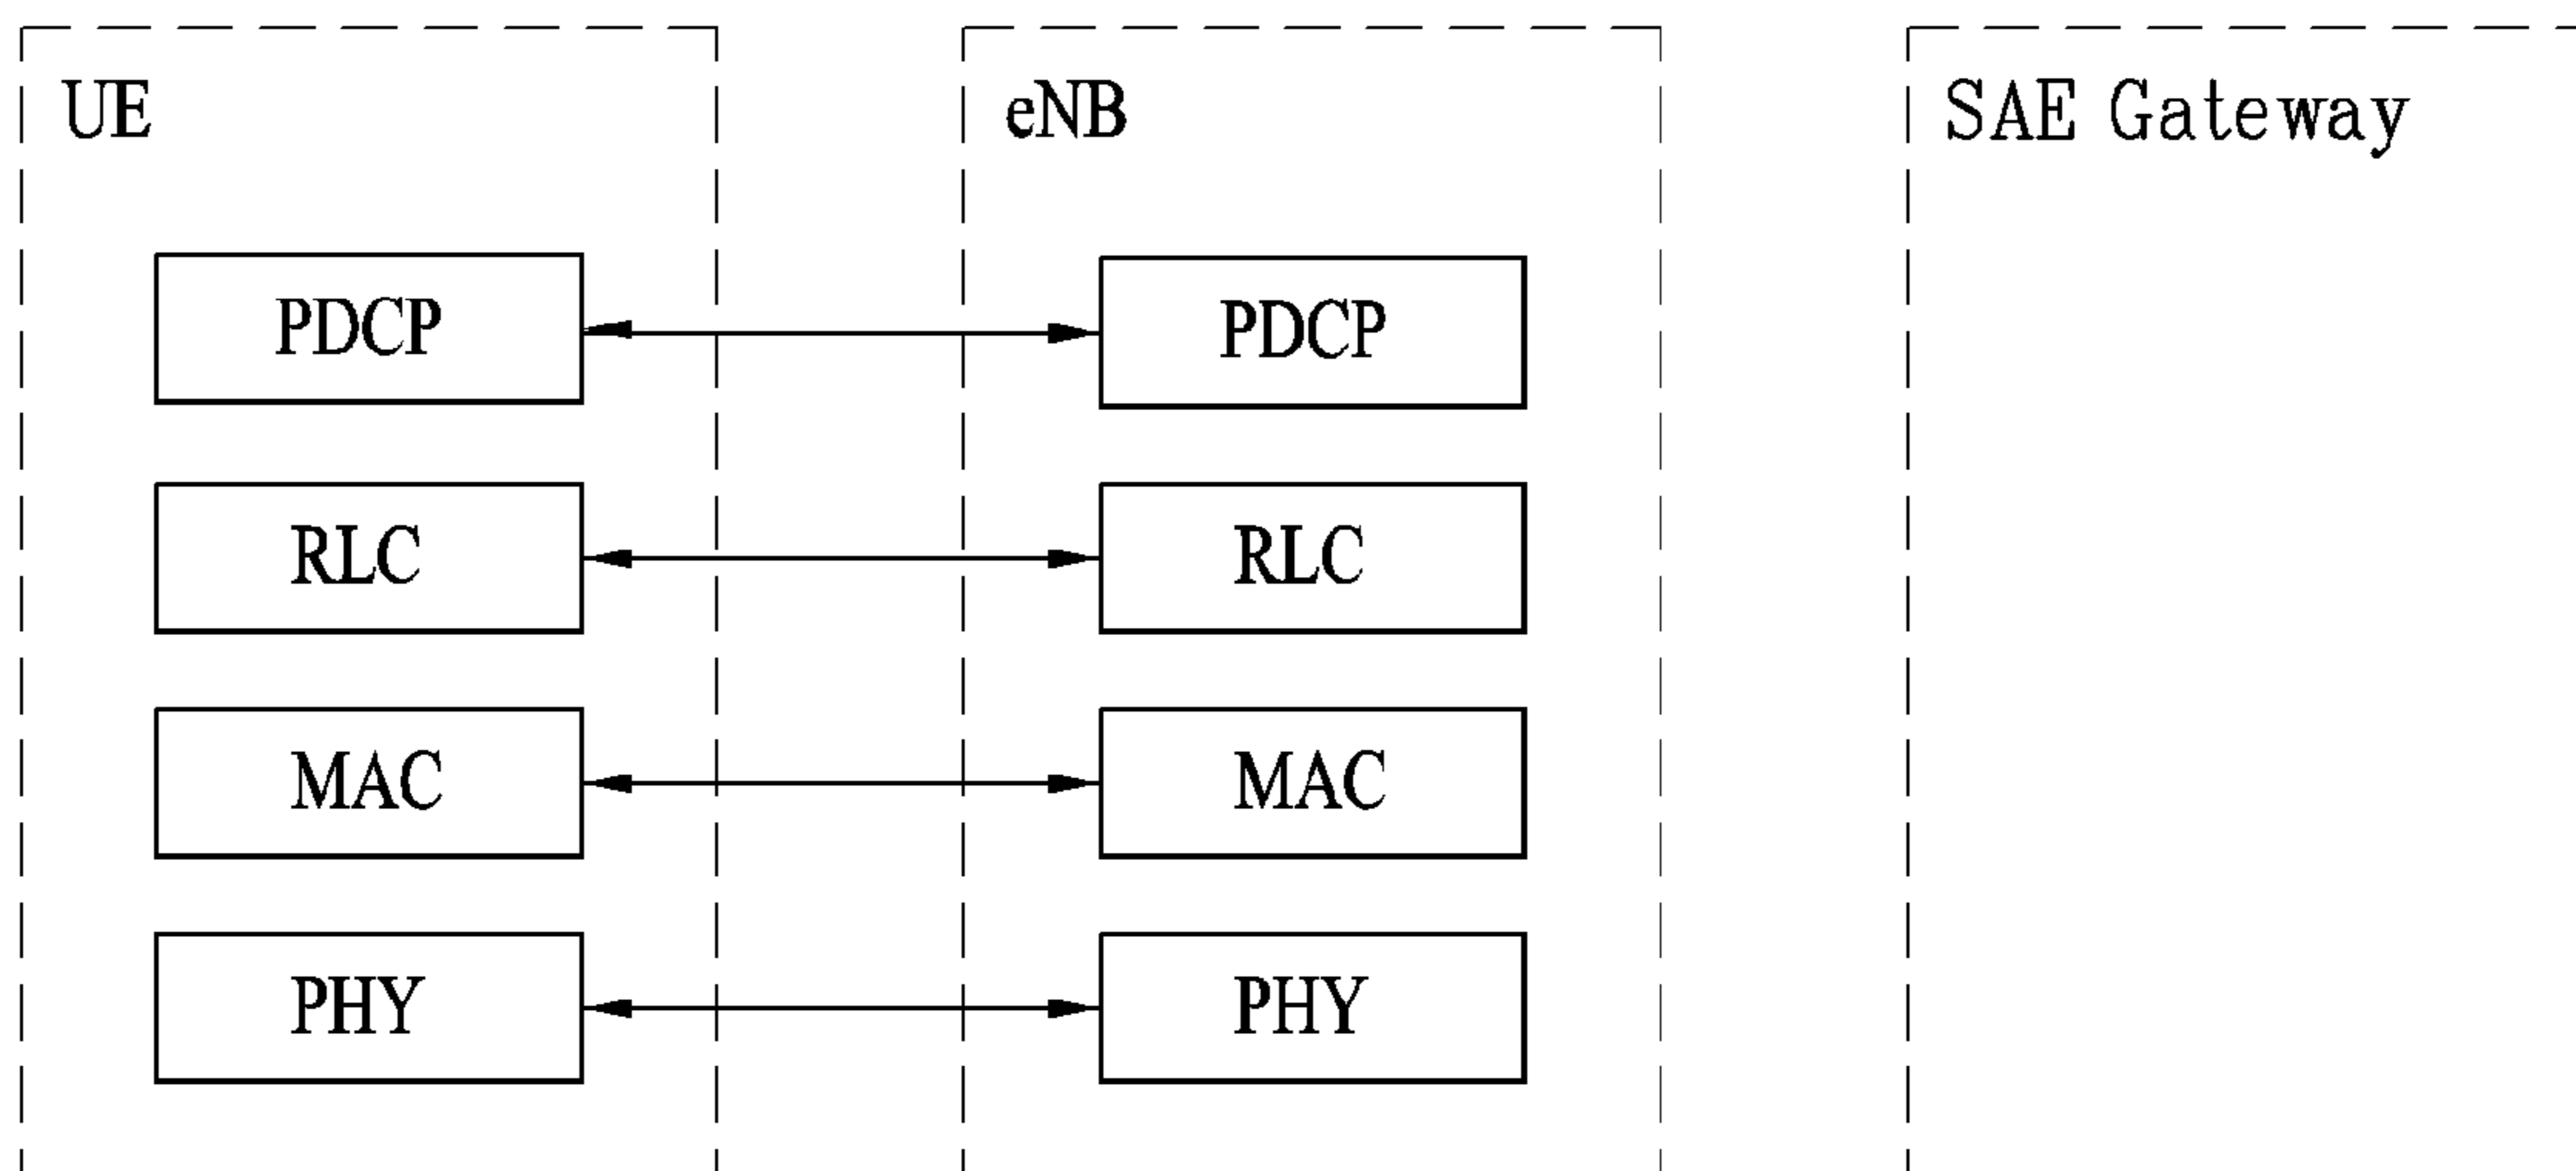 UE
eNB
SAE Gateway
PDCP
PDCP
RLC
RLC
MAC
MAC
PHY
PHY